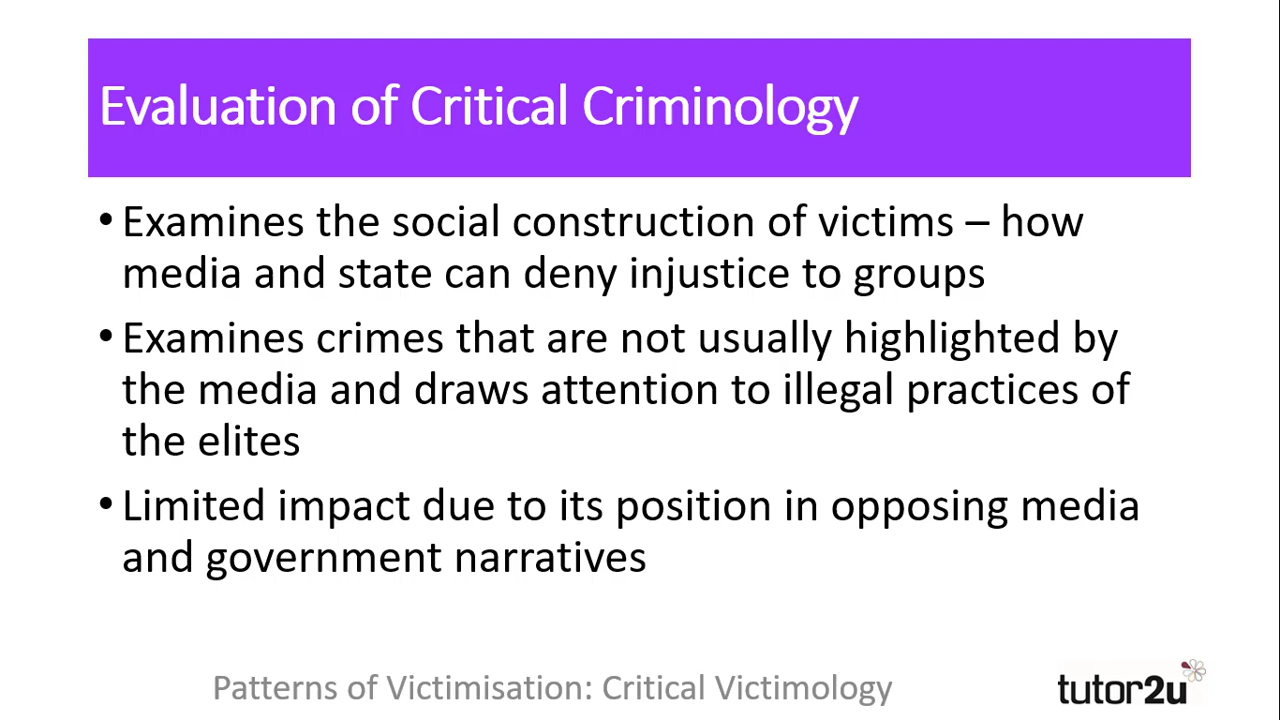 Evaluation of Critical Criminology
• Examines the social construction of victims – how
media and state can deny injustice to groups
• Examines crimes that are not usually highlighted by
the media and draws attention to illegal practices of
the elites
• Limited impact due to its position in opposing media
and government narratives
Patterns of Victimisation: Critical Victimology
tutor2u